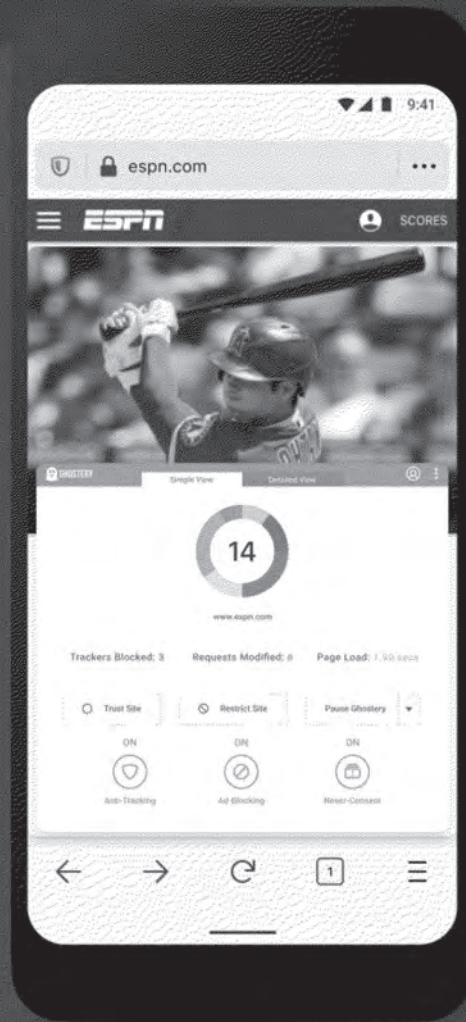 9:41
espn.com
ESPN SCORES
GHOSTERY Simple View Detailed View
14
www.espn.com
Trackers Blocked: 3 Requests Modified: 6 Page Load: 1.90 secs
Trust Site Restrict Site Pause Ghostery
ON ON ON
Anti-Tracking Ad-Blocking Never-Consent
1